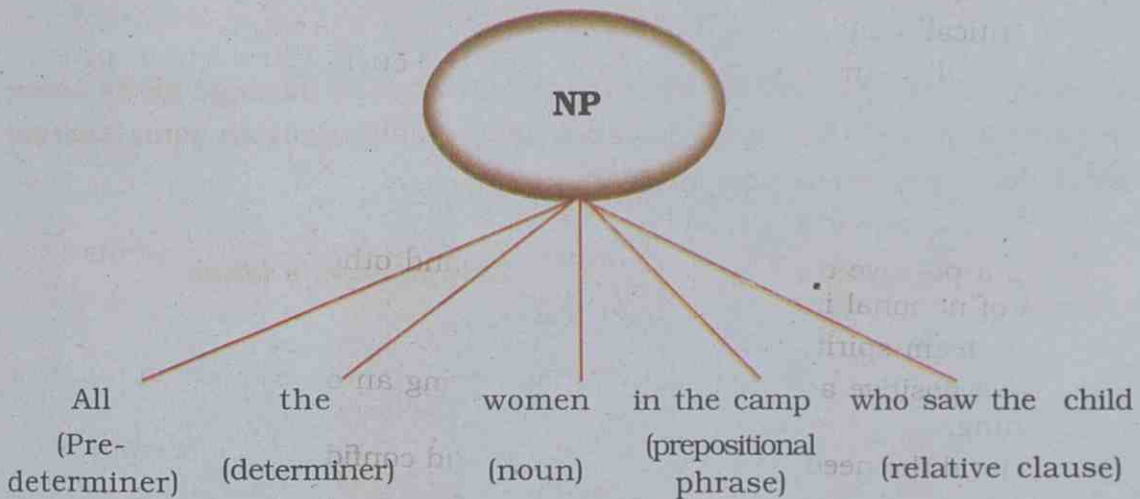 NP
All the women in the camp who saw the child
(Pre- (prepositional
determiner) (determiner) (noun) phrase) (relative clause)